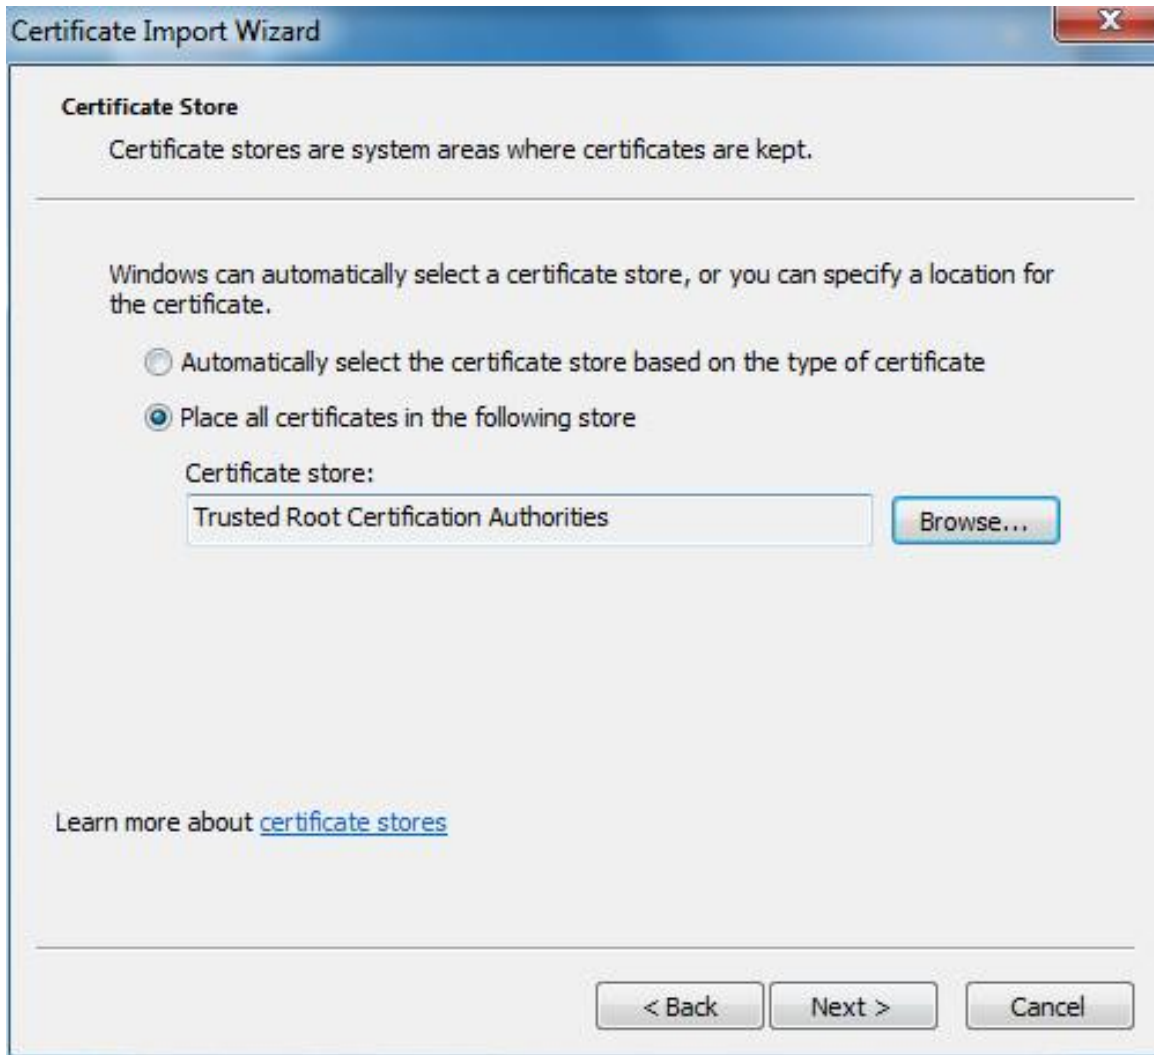 Certificate Import Wizard
Certificate Store
Certificate stores are system areas where certificates are kept.
Windows can automatically select a certificate store, or you can specify a location for
the certificate.
Automatically select the certificate store based on the type of certificate
Place all certificates in the following store
Certificate store:
Trusted Root Certification Authorities
Browse...
Learn more about certificate stores
< Back
Next >
Cancel